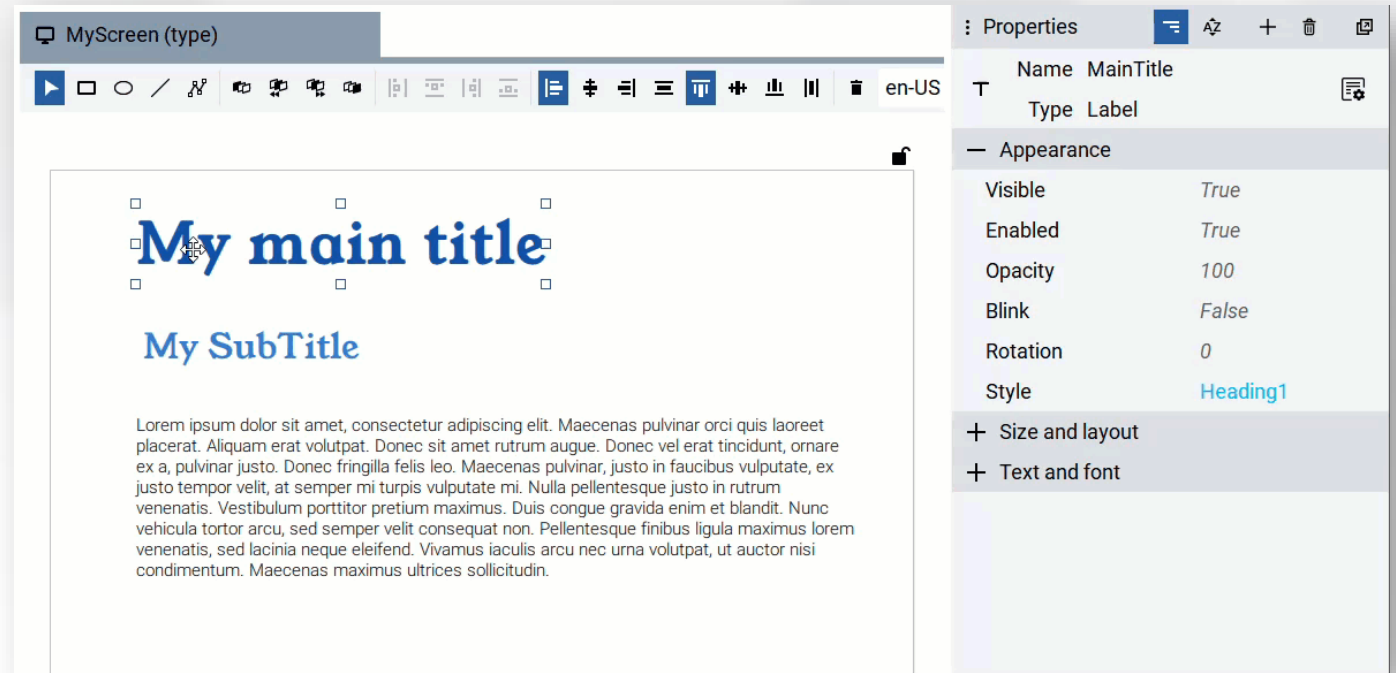 MyScreen (type)
en-US
My main title
My SubTitle
Lorem ipsum dolor sit amet, consectetur adipiscing elit. Maecenas pulvinar orci quis laoreet
placerat. Aliquam erat volutpat. Donec sit amet rutrum augue. Donec vel erat tincidunt, ornare
ex a, pulvinar justo. Donec fringilla felis leo. Maecenas pulvinar, justo in faucibus vulputate, ex
justo tempor velit, at semper mi turpis vulputate mi. Nulla pellentesque justo in rutrum
venenatis. Vestibulum porttitor pretium maximus. Duis congue gravida enim et blandit. Nunc
vehicula tortor arcu, sed semper velit consequat non. Pellentesque finibus ligula maximus lorem
venenatis, sed lacinia neque eleifend. Vivamus iaculis arcu nec urna volutpat, ut auctor nisi
condimentum. Maecenas maximus ultrices sollicitudin.
Properties
Name MainTitle
Type Label
Appearance
Visible True
Enabled True
Opacity 100
Blink False
Rotation 0
Style Heading1
Size and layout
Text and font